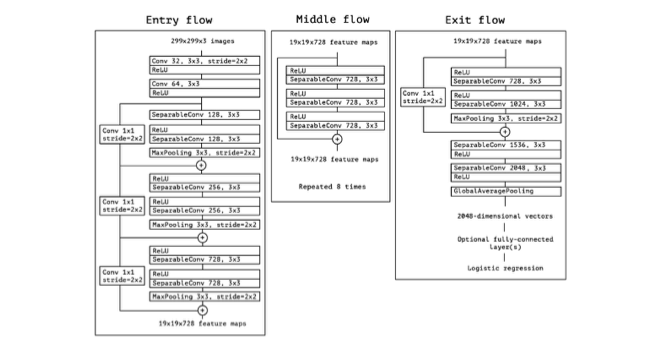 Entry flow
299x299x3 images
Conv 32, 3x3, stride=2x2
ReLU
Conv 64, 3x3
ReLU
SeparableConv 128, 3x3
Conv 1x1
stride=2x2
ReLU
SeparableConv 128, 3x3
MaxPooling 3x3, stride=2x2
+
ReLU
SeparableConv 256, 3x3
Conv 1x1
stride=2x2
ReLU
SeparableConv 256, 3x3
MaxPooling 3x3, stride=2x2
+
ReLU
SeparableConv 728, 3x3
Conv 1x1
stride=2x2
ReLU
SeparableConv 728, 3x3
MaxPooling 3x3, stride=2x2
+
19x19x728 feature maps
Middle flow
19x19x728 feature maps
ReLU
SeparableConv 728, 3x3
ReLU
SeparableConv 728, 3x3
ReLU
SeparableConv 728, 3x3
+
19x19x728 feature maps
Repeated 8 times
Exit flow
19x19x728 feature maps
ReLU
SeparableConv 728, 3x3
Conv 1x1
stride=2x2
ReLU
SeparableConv 1024, 3x3
MaxPooling 3x3, stride=2x2
+
SeparableConv 1536, 3x3
ReLU
SeparableConv 2048, 3x3
ReLU
GlobalAveragePooling
2048-dimensional vectors
Optional fully-connected
layer(s)
Logistic regression